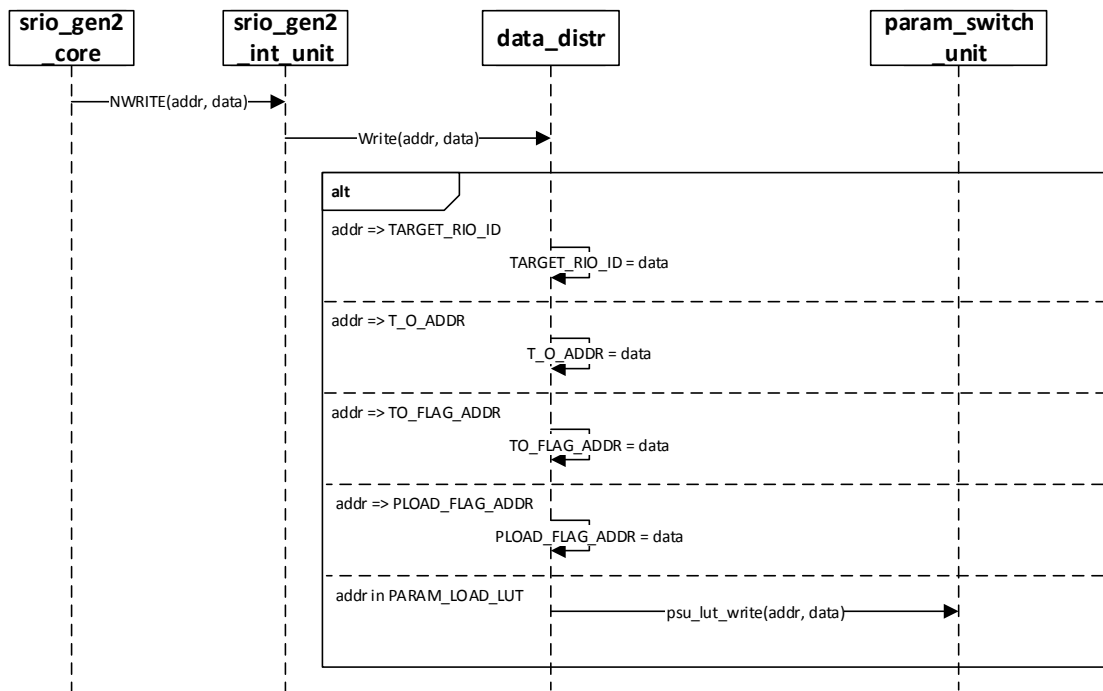 srio_gen2
_core
srio_gen2
_int_unit
data_distr
param_switch
_unit
NWRITE(addr, data)
Write(addr, data)
alt
addr => TARGET_RIO_ID
TARGET_RIO_ID = data
addr => T_O_ADDR
T_O_ADDR = data
addr => TO_FLAG_ADDR
TO_FLAG_ADDR = data
addr => PLOAD_FLAG_ADDR
PLOAD_FLAG_ADDR = data
addr in PARAM_LOAD_LUT
psu_lut_write(addr, data)